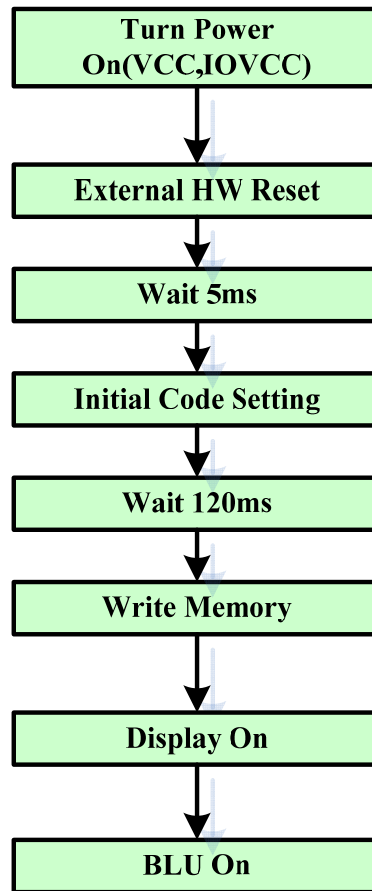 Turn Power
On(VCC,IOVCC)
External HW Reset
Wait 5ms
Initial Code Setting
Wait 120ms
Write Memory
Display On
BLU On